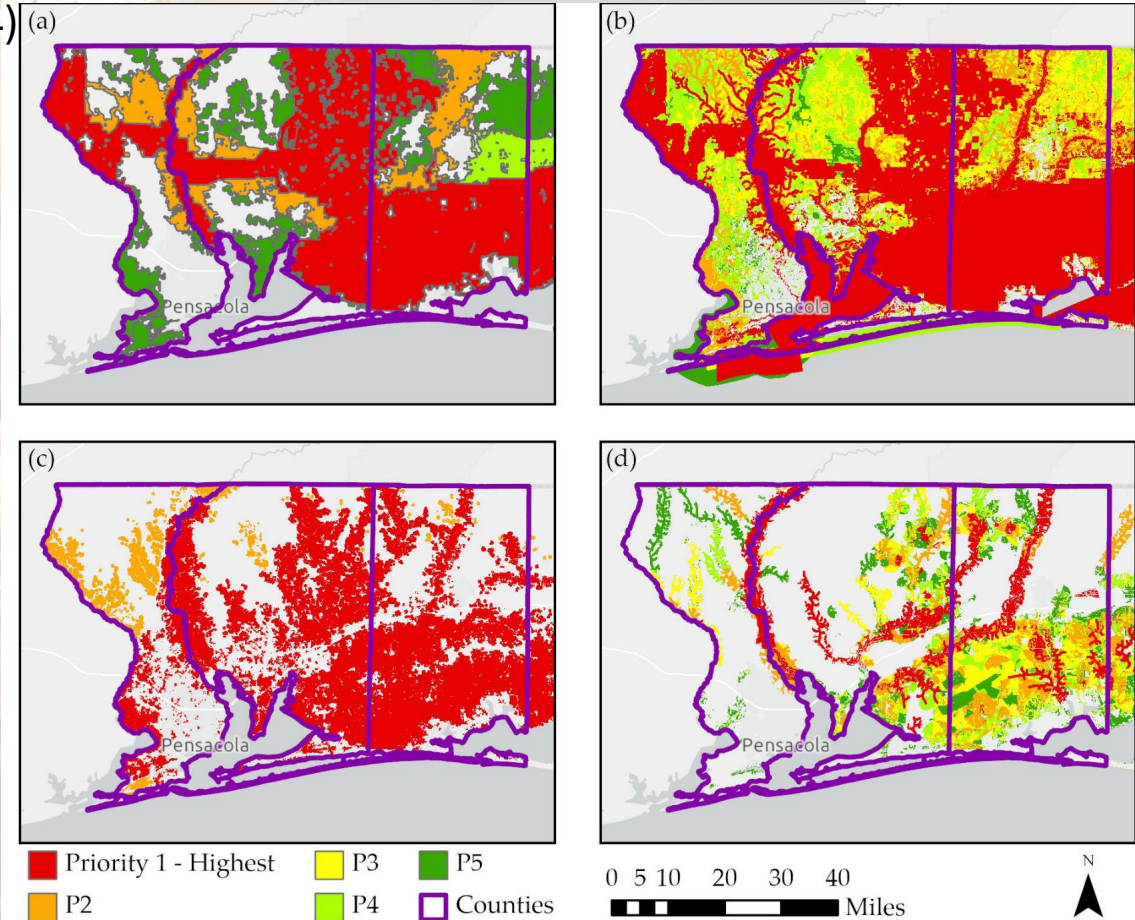 4)
(a)
(b)
Pensacola
Pensacola
(c)
(d)
Pensacola
Pensacola
Priority 1 - Highest
P3
P5
P2
P4
Counties
0 5 10 20 30 40
Miles
N